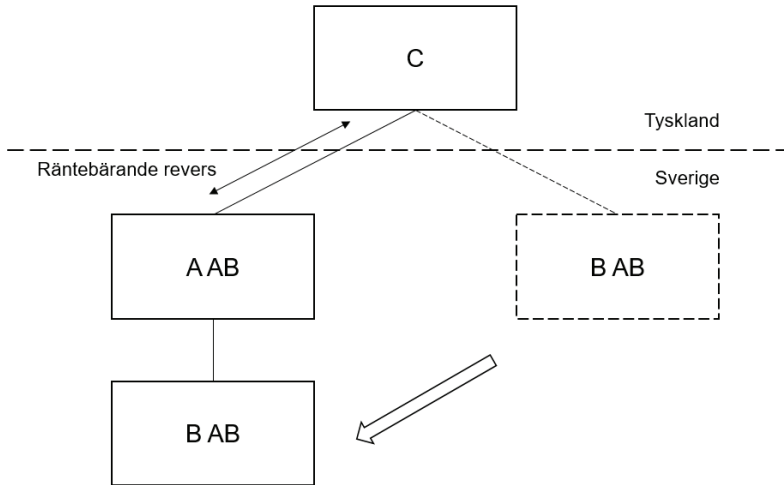 C
Tyskland
Räntebärande revers
Sverige
A AB
B AB
B AB